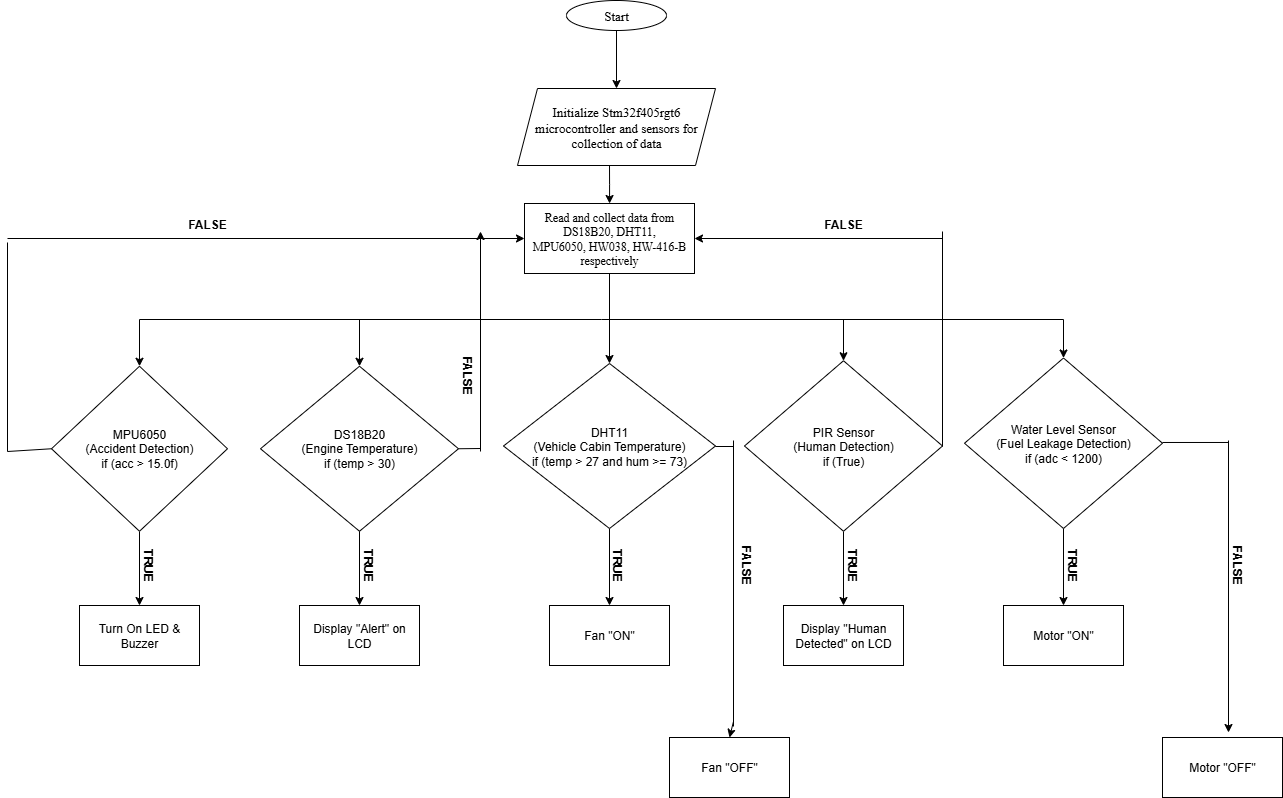 Start
Initialize Stm32f405rgt6
microcontroller and sensors for
collection of data
FALSE
Read and collect data from
DS18B20, DHT11,
MPU6050, HW038, HW-416-B
respectively
FALSE
FALSE
MPU6050
(Accident Detection)
if (acc > 15.0f)
DS18B20
(Engine Temperature)
if (temp > 30)
DHT11
(Vehicle Cabin Temperature)
if (temp > 27 and hum >= 73)
PIR Sensor
(Human Detection)
if (True)
Water Level Sensor
(Fuel Leakage Detection)
if (adc < 1200)
TRUE
TRUE
TRUE
FALSE
TRUE
TRUE
FALSE
Turn On LED &
Buzzer
Display "Alert" on
LCD
Fan "ON"
Display "Human
Detected" on LCD
Motor "ON"
Fan "OFF"
Motor "OFF"